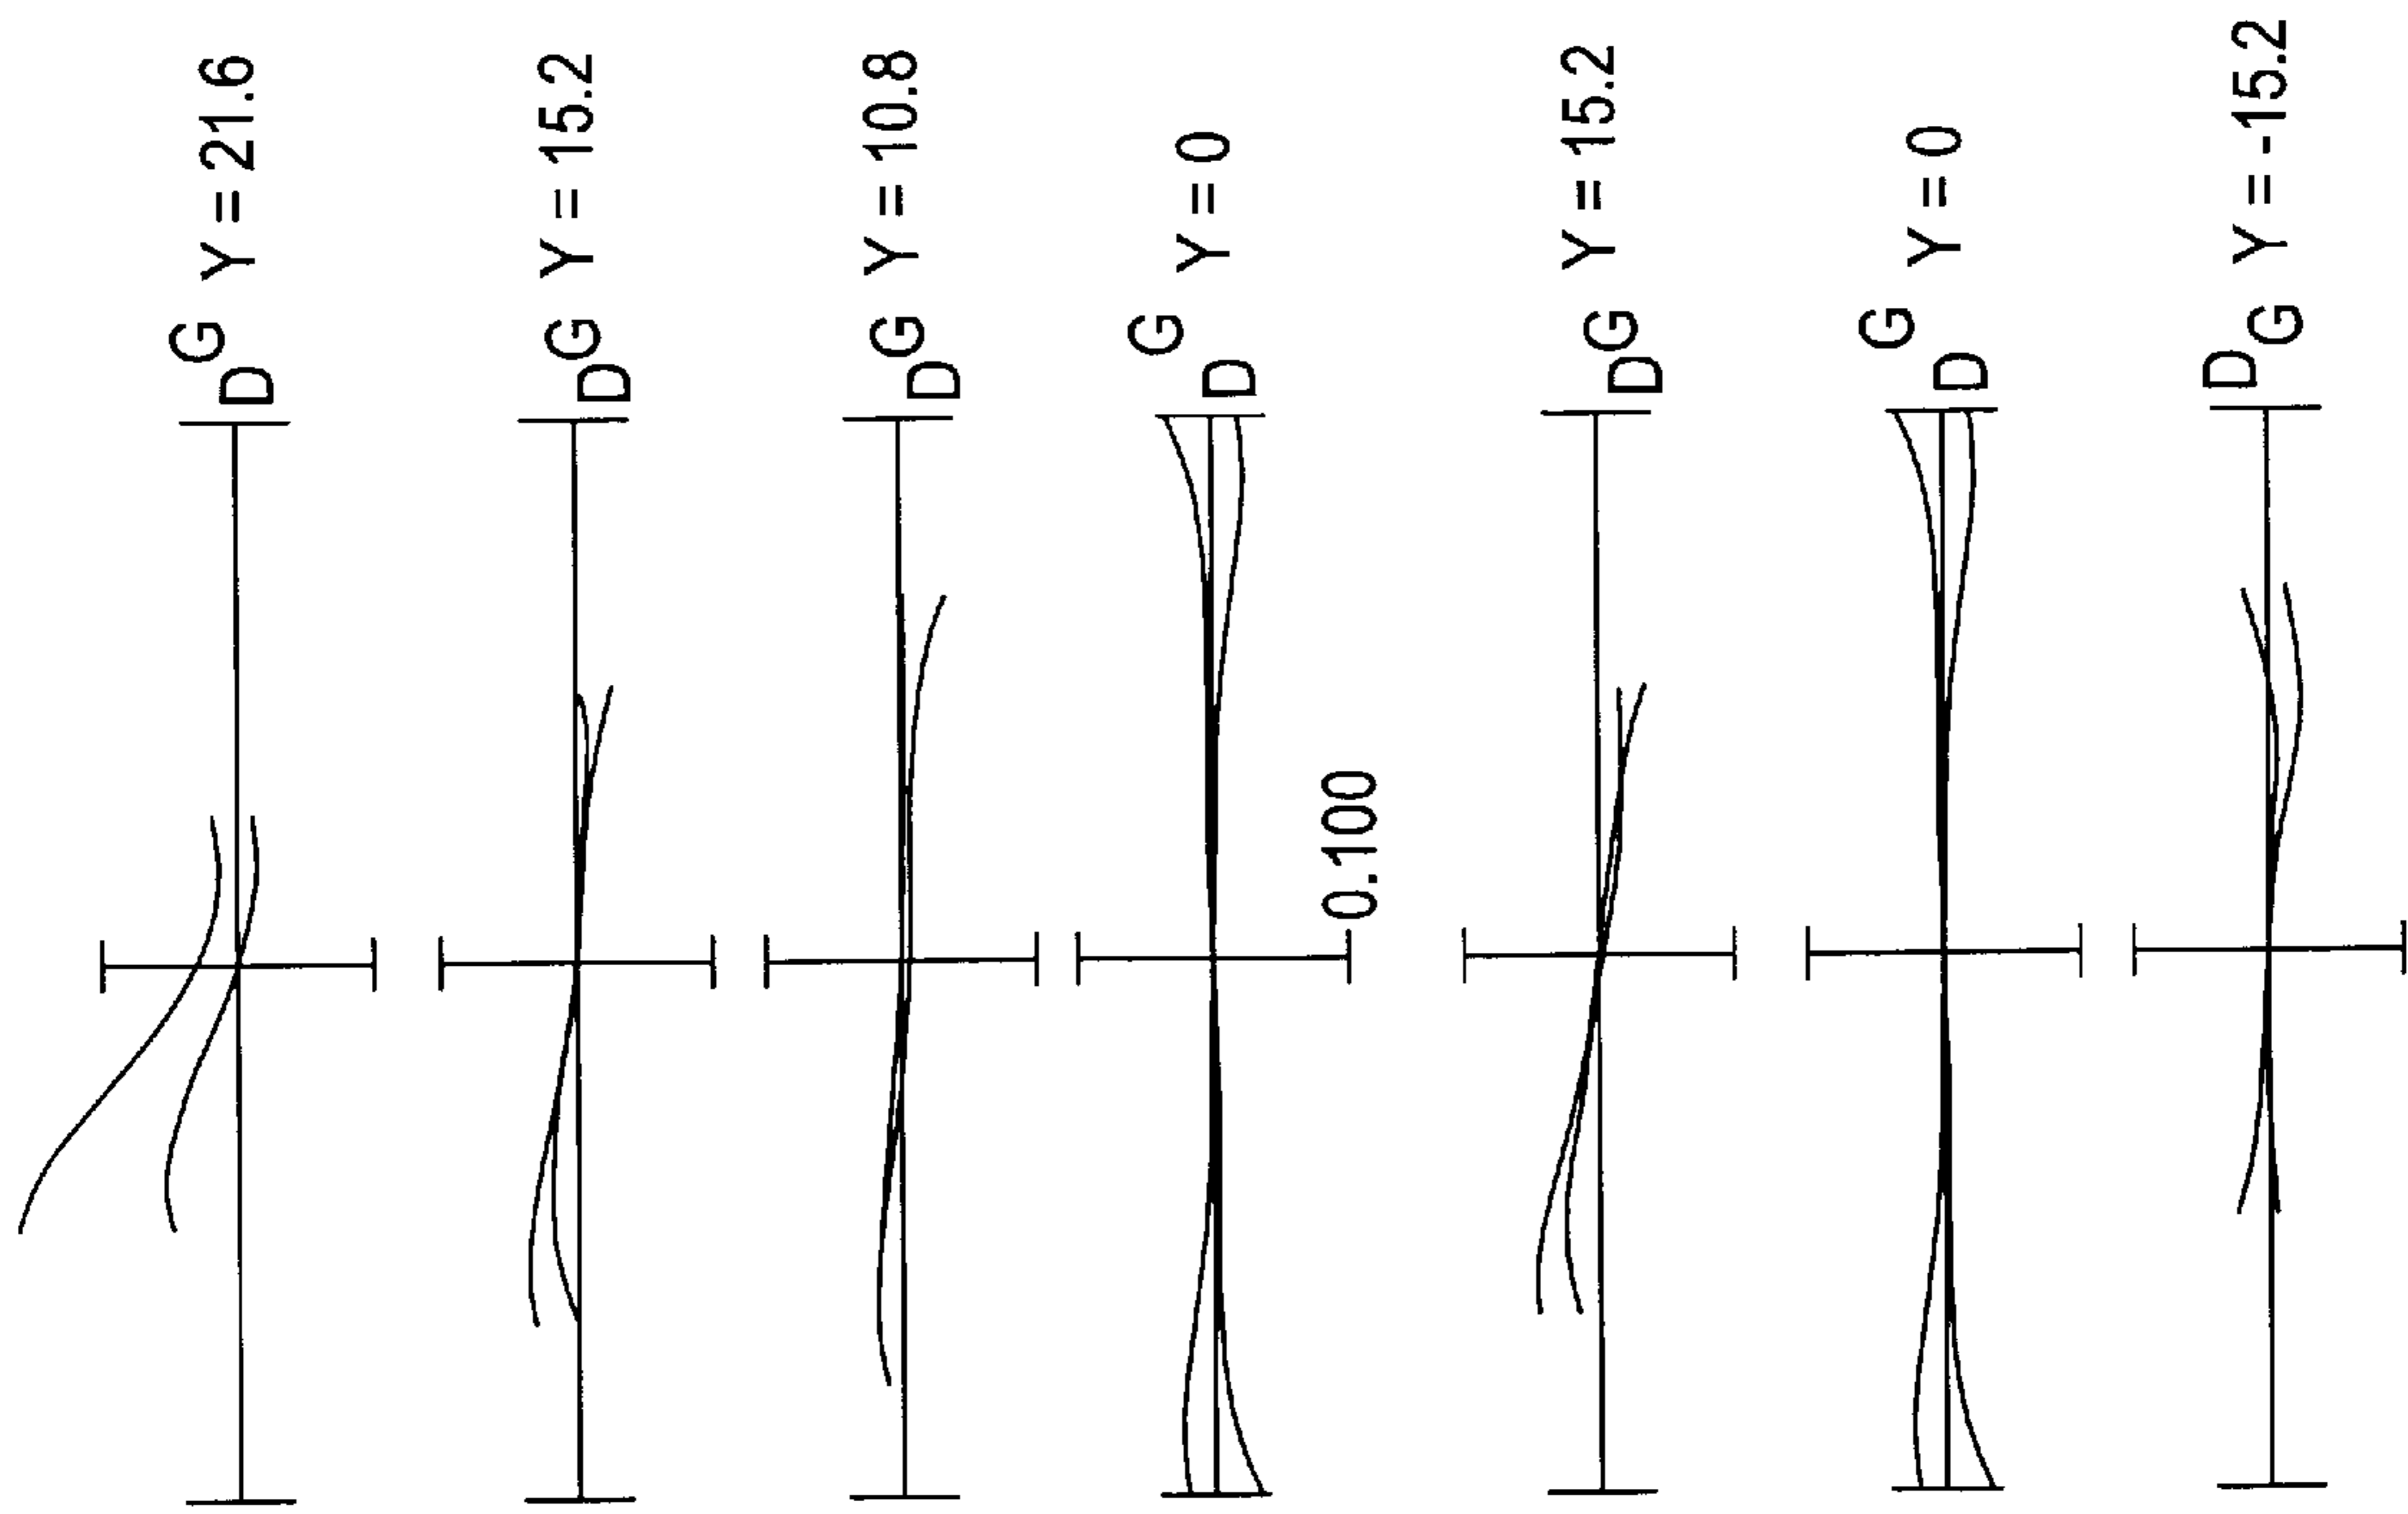 G
D
Y = 21.6
G
D
Y = 15.2
G
D
Y = 10.8
G
D
Y = 0
0.100
G
D
Y = 15.2
G
D
Y = 0
D
G
Y = -15.2